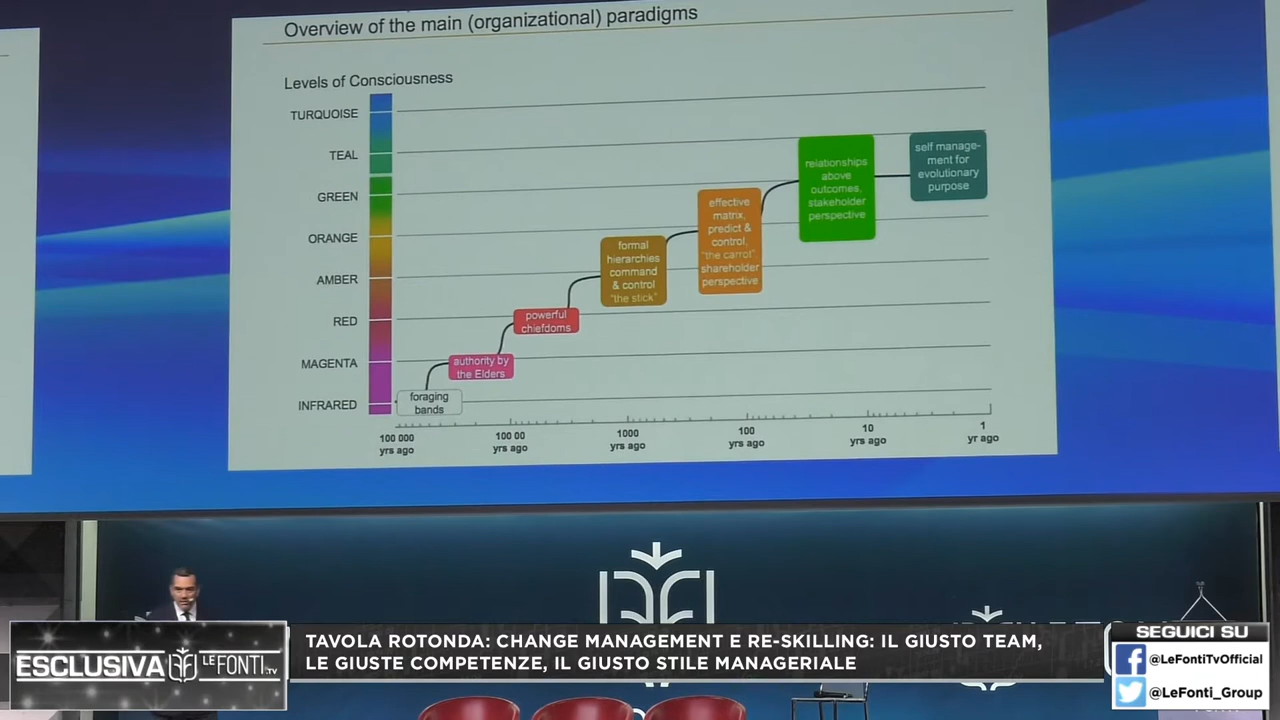 Overview of the main (organizational) paradigms
Levels of Consciousness
TURQUOISE
TEAL
GREEN
ORANGE
AMBER
RED
MAGENTA
INFRARED
foraging
bands
authority by
the Elders
powerful
chiefdoms
formal
hierarchies
command
& control
"the stick"
effective
matrix,
predict &
control,
"the carrot",
shareholder
perspective
relationships
above
outcomes,
stakeholder
perspective
self manage-
ment for
evolutionary
purpose
100 000
yrs ago
100 00
yrs ago
1000
yrs ago
100
yrs ago
10
yrs ago
1
yr ago
ESCLUSIVA LE FONTI.TV
TAVOLA ROTONDA: CHANGE MANAGEMENT E RE-SKILLING: IL GIUSTO TEAM,
LE GIUSTE COMPETENZE, IL GIUSTO STILE MANAGERIALE
SEGUICI SU
@LeFontiTvOfficial
@LeFonti_Group